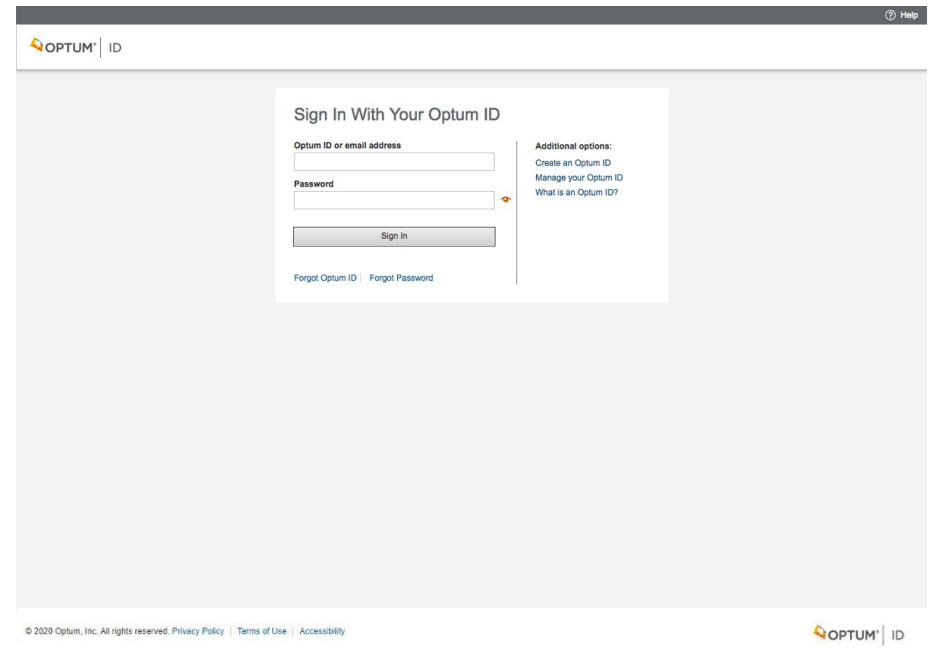 Help
OPTUM® ID
Sign In With Your Optum ID
Optum ID or email address
Password
Sign In
Forgot Optum ID | Forgot Password
Additional options:
Create an Optum ID
Manage your Optum ID
What is an Optum ID?
© 2020 Optum, Inc. All rights reserved. Privacy Policy | Terms of Use | Accessibility
OPTUM® ID